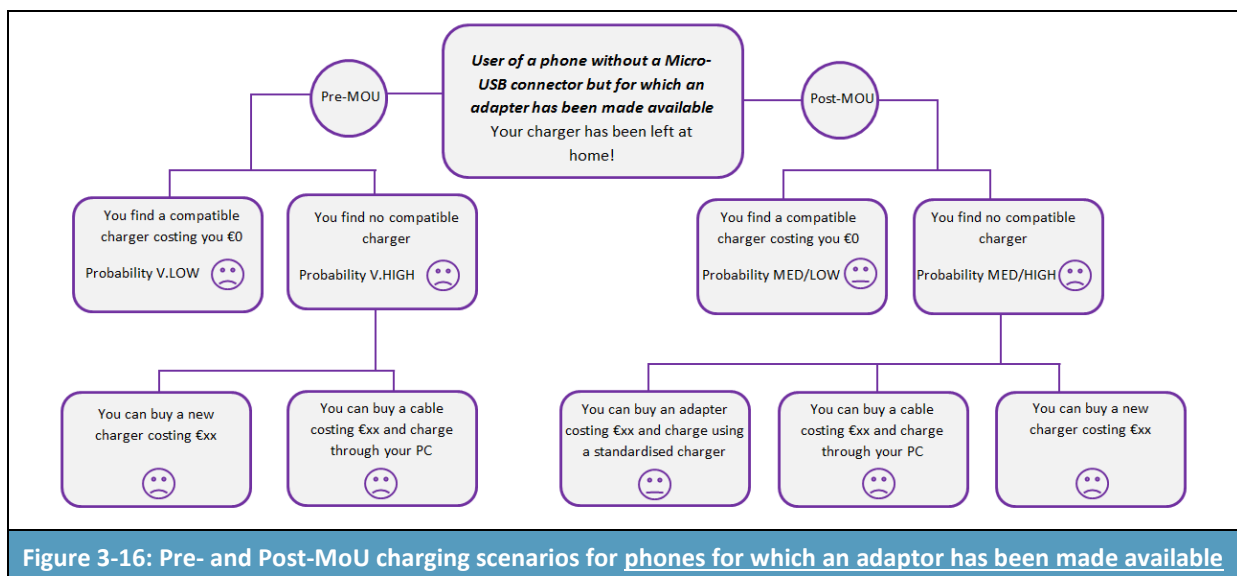 User of a phone without a Micro-
USB connector but for which an
adapter has been made available
Your charger has been left at
home!
Pre-MOU
Post-MOU
You find a compatible
charger costing you €0
Probability V.LOW
You find no compatible
charger
Probability V.HIGH
You find a compatible
charger costing you €0
Probability MED/LOW
You find no compatible
charger
Probability MED/HIGH
You can buy a new
charger costing €xx
You can buy a cable
costing €xx and charge
through your PC
You can buy an adapter
costing €xx and charge using
a standardised charger
You can buy a cable
costing €xx and charge
through your PC
You can buy a new
charger costing €xx
Figure 3-16: Pre- and Post-MoU charging scenarios for phones for which an adaptor has been made available